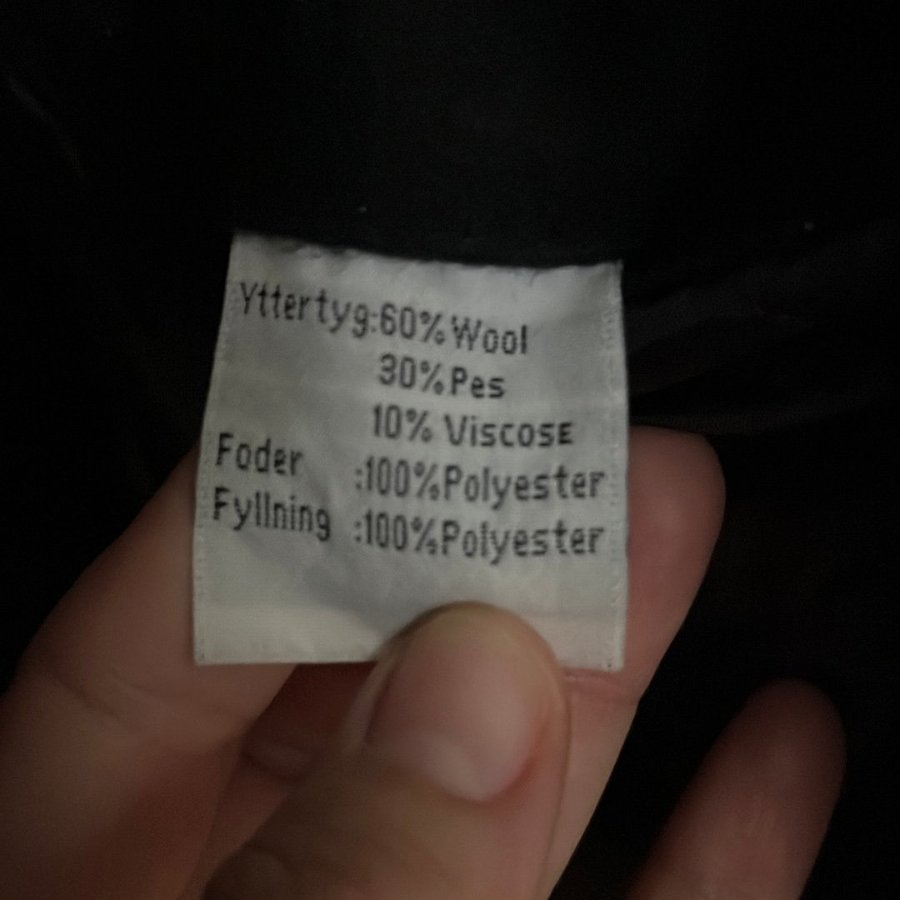 Yttertyg:60%Wool
30%Pes
10% Viscose
Foder :100%Polyester
Fyllning :100%Polyester